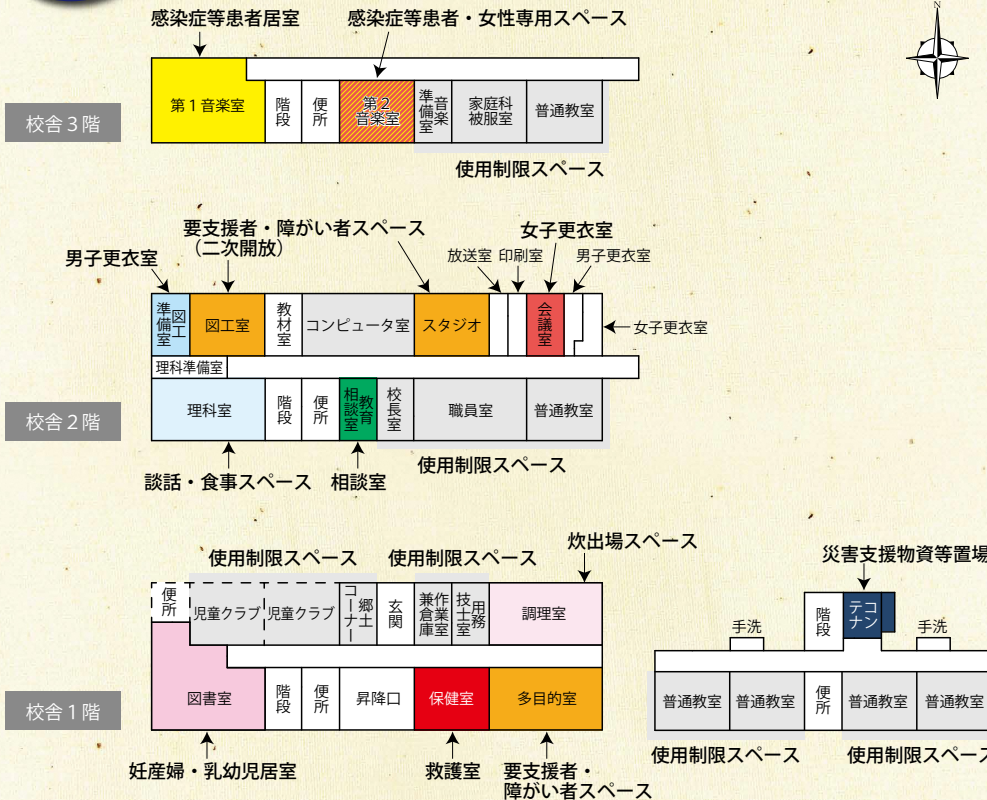 感染症等患者居室
感染症等患者・女性専用スペース
N
校舎3階
第1音楽室
階段
便所
第2
音楽室
音楽
準備室
家庭科
被服室
普通教室
使用制限スペース
要支援者・障がい者スペース
（二次開放）
女子更衣室
男子更衣室
放送室
印刷室
男子更衣室
図工
準備室
図工室
教材室
コンピュータ室
スタジオ
会議室
女子更衣室
理科準備室
校舎2階
理科室
階段
便所
教育
相談室
校長室
職員室
普通教室
使用制限スペース
談話・食事スペース
相談室
炊出場スペース
使用制限スペース
使用制限スペース
災害支援物資等置場
便所
児童クラブ
児童クラブ
郷土
コーナー
玄関
作業室
兼倉庫
用務
技士室
調理室
校舎1階
図書室
階段
便所
昇降口
保健室
多目的室
妊産婦・乳幼児居室
救護室
要支援者・
障がい者スペース
手洗
階段
コン
テナ
手洗
普通教室
普通教室
便所
普通教室
普通教室
使用制限スペース
使用制限スペース